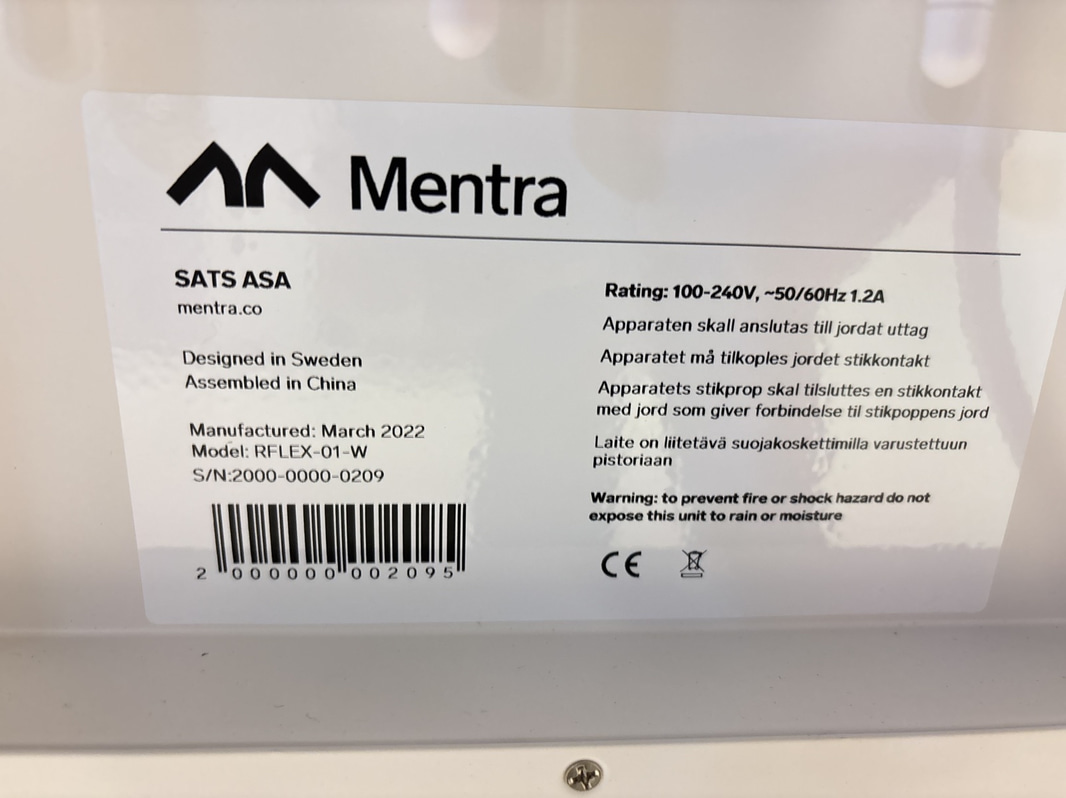 Mentra
SATS ASA
mentra.co
Designed in Sweden
Assembled in China
Manufactured: March 2022
Model: RFLEX-01-W
S/N:2000-0000-0209
2 000000 002095
Rating: 100-240V, ~50/60Hz 1.2A
Apparaten skall anslutas till jordat uttag
Apparatet må tilkoples jordet stikkontakt
Apparatets stikprop skal tilsluttes en stikkontakt
med jord som giver forbindelse til stikpoppens jord
Laite on liitetävä suojakoskettimilla varustettuun
pistoriaan
Warning: to prevent fire or shock hazard do not
expose this unit to rain or moisture
CE